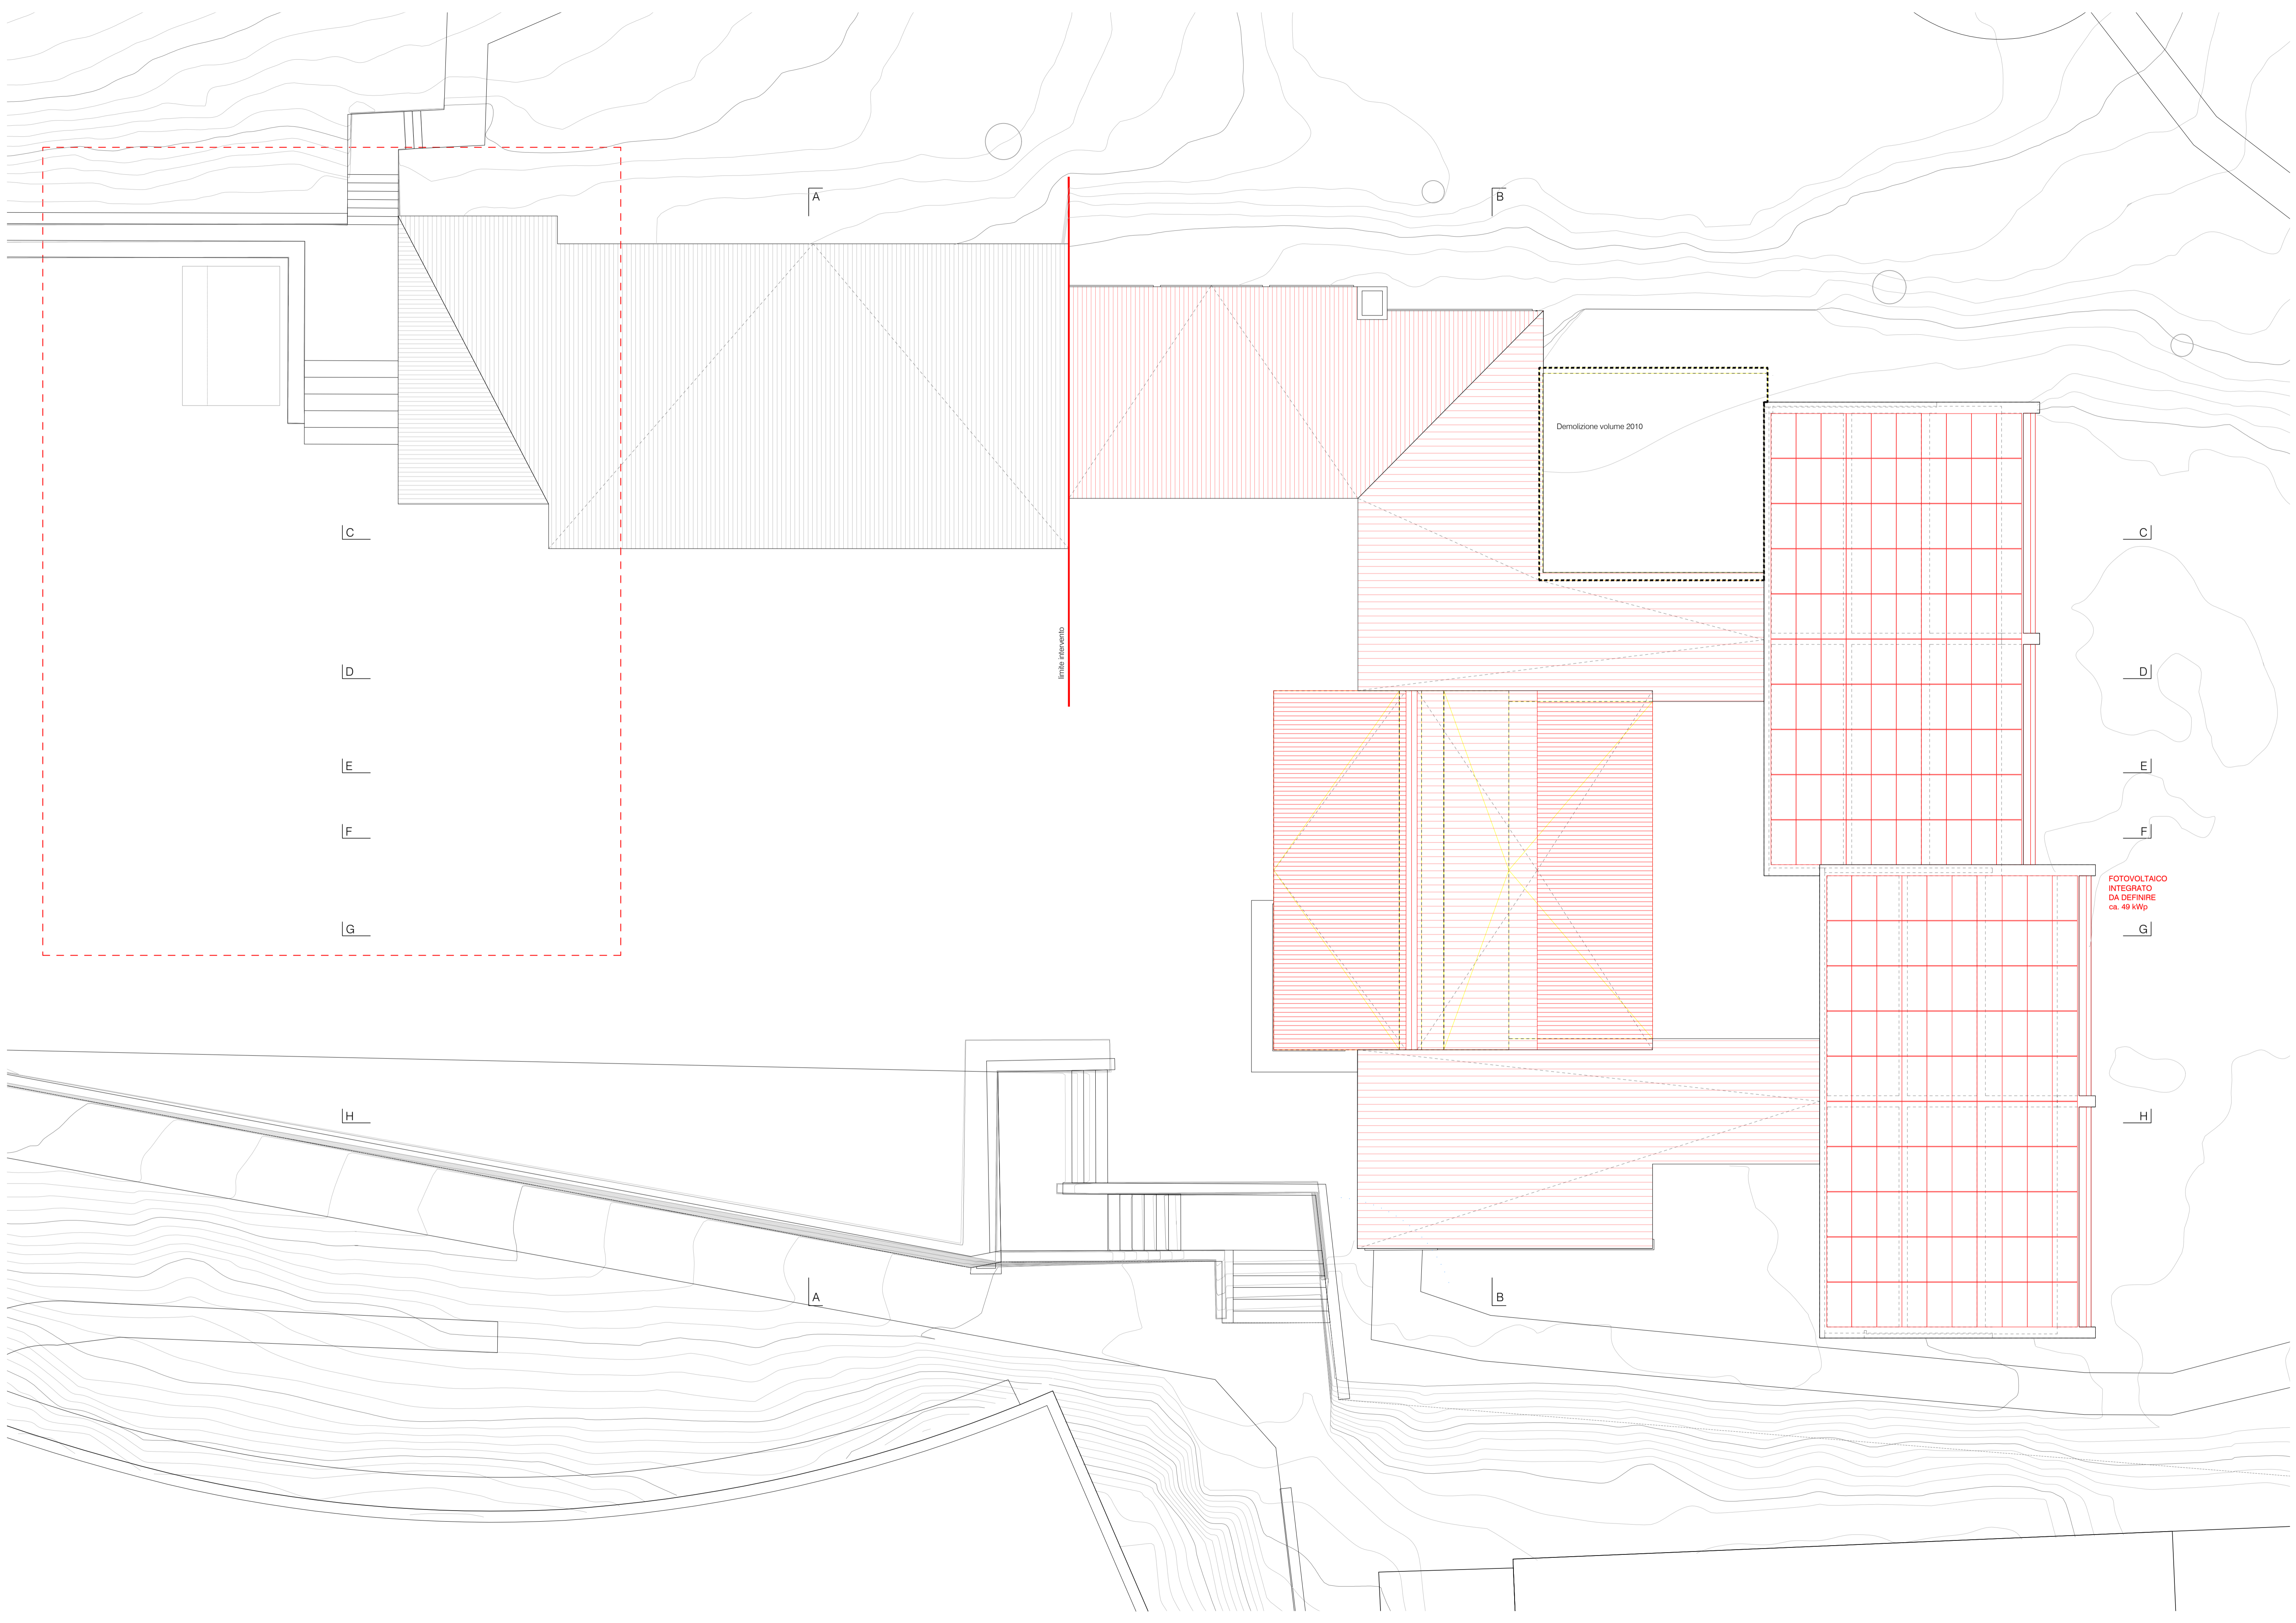 A
B
Demolizione volume 2010
C
C
limite intervento
D
D
E
E
F
F
FOTOVOLTAICO
INTEGRATO
DA DEFINIRE
ca. 49 kWp
G
G
H
H
A
B